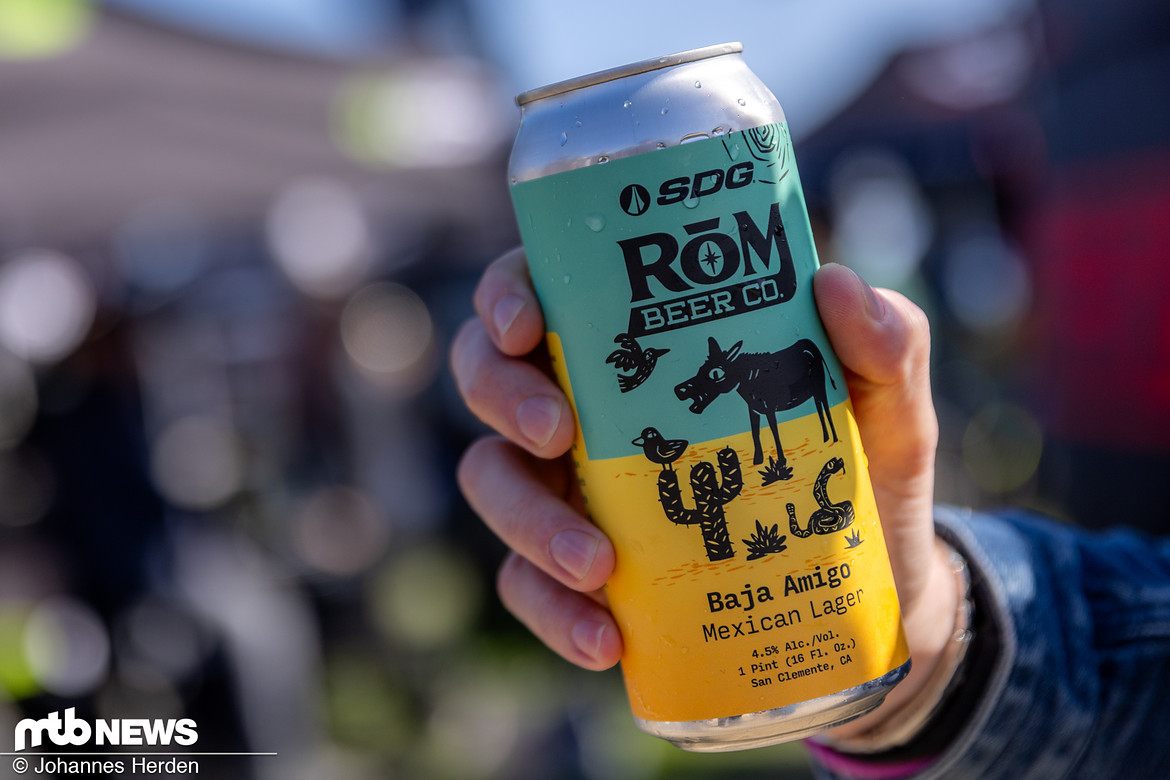 SDG
RŌM
BEER CO.
Baja Amigo
Mexican Lager
4.5% Alc./Vol.
1 Pint (16 Fl. Oz.)
San Clemente, CA
mtb NEWS
© Johannes Herden